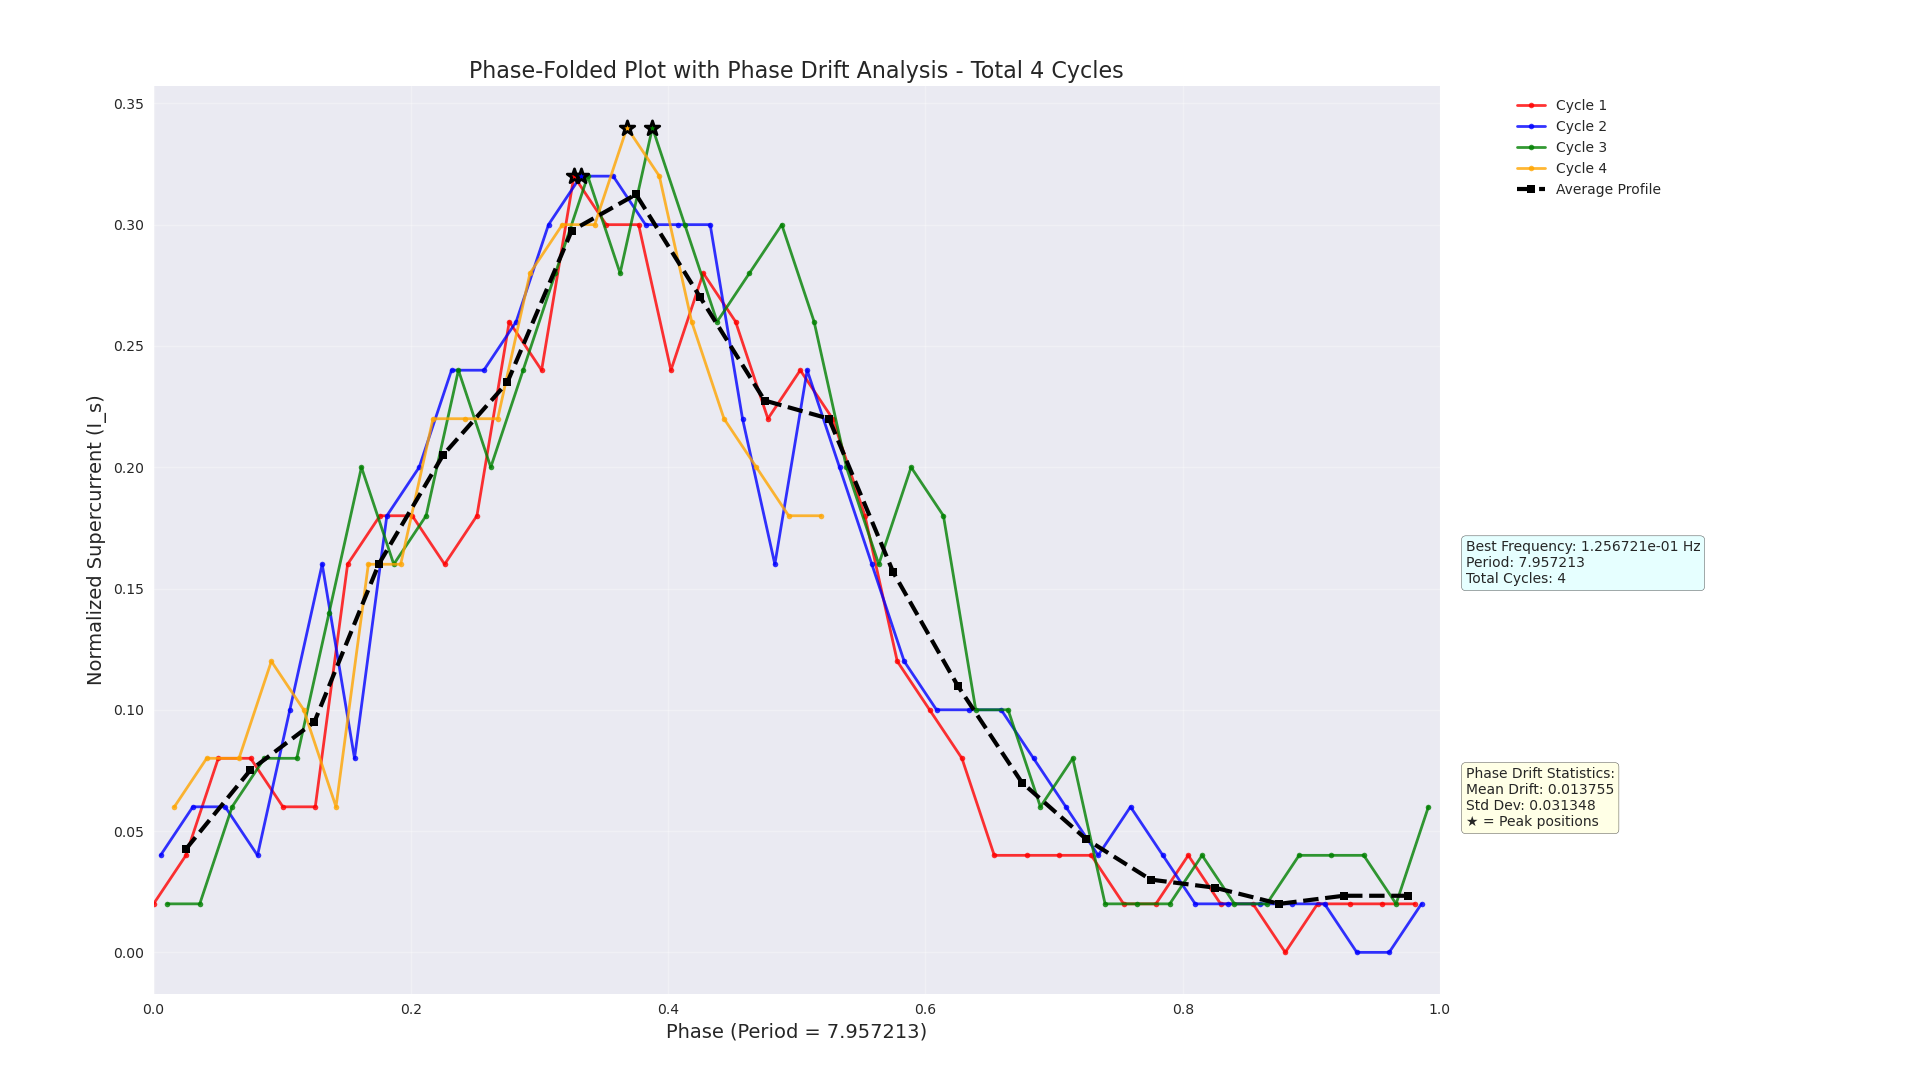 Phase-Folded Plot with Phase Drift Analysis - Total 4 Cycles
Normalized Supercurrent (I_s)
0.35
0.30
0.25
0.20
0.15
0.10
0.05
0.00
0.0
0.2
0.4
0.6
0.8
1.0
Phase (Period = 7.957213)
Cycle 1
Cycle 2
Cycle 3
Cycle 4
Average Profile
Best Frequency: 1.256721e-01 Hz
Period: 7.957213
Total Cycles: 4
Phase Drift Statistics:
Mean Drift: 0.013755
Std Dev: 0.031348
★ = Peak positions